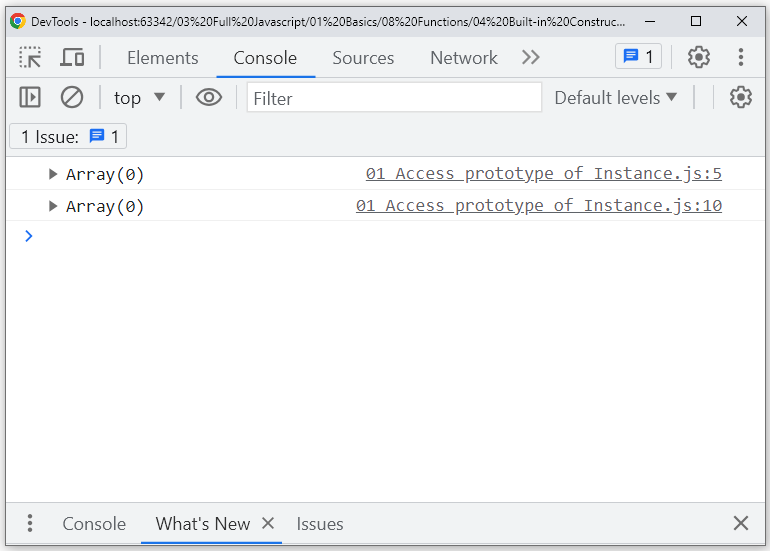 DevTools - localhost:63342/03%20Full%20Javascript/01%20Basics/08%20Functions/04%20Built-in%20Construc...
Elements Console Sources Network 1
top Filter Default levels
1 Issue: 1
Array(0) 01 Access prototype of Instance.js:5
Array(0) 01 Access prototype of Instance.js:10
Console What's New Issues